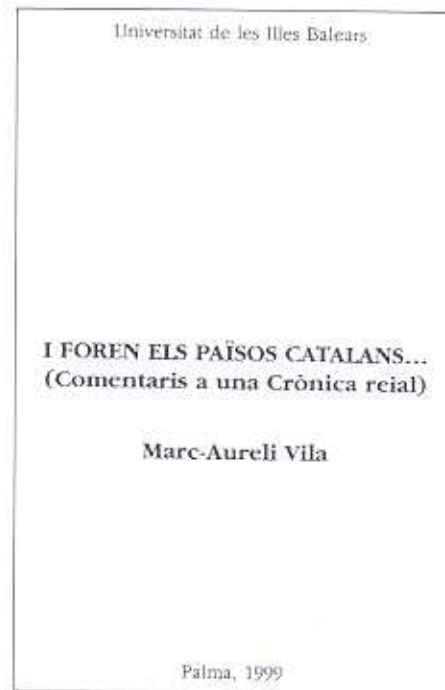 Universitat de les Illes Balears
I FOREN ELS PAÏSOS CATALANS...
(Comentaris a una Crònica reial)
Marc-Aureli Vila
Palma, 1999